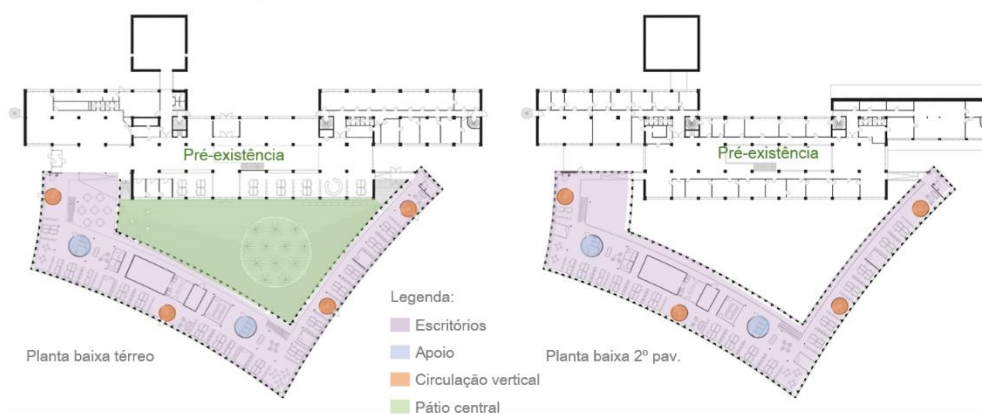 Pré-existência
Pré-existência
Legenda:
Escritórios
Apoio
Circulação vertical
Pátio central
Planta baixa térreo
Planta baixa 2º pav.